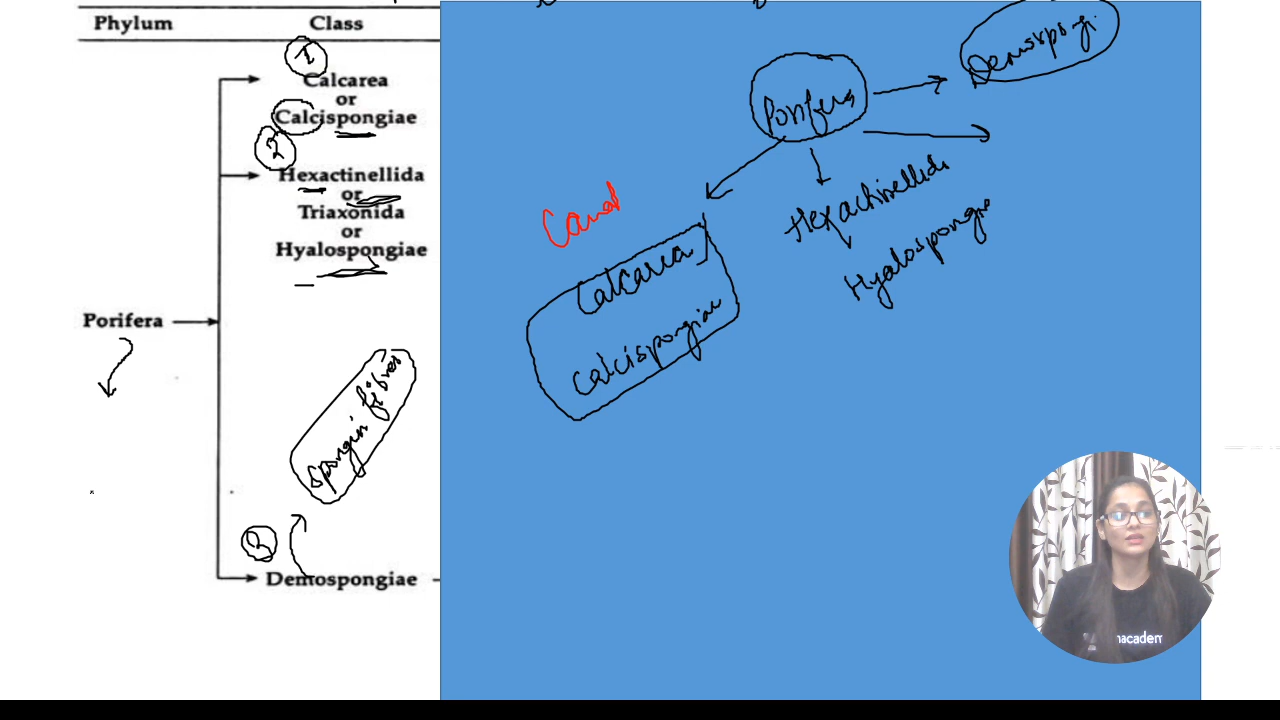 Phylum Class
1
Calcarea
or
Calcispongiae
2
Hexactinellida
or
Triaxonida
or
Hyalospongiae
Porifera
Spongin fibres
3
Demospongiae
Porifera
Demospongi
Canal
Calcarea
Calcispongiae
Hexactinellida
Hyalospongiae
nacadem